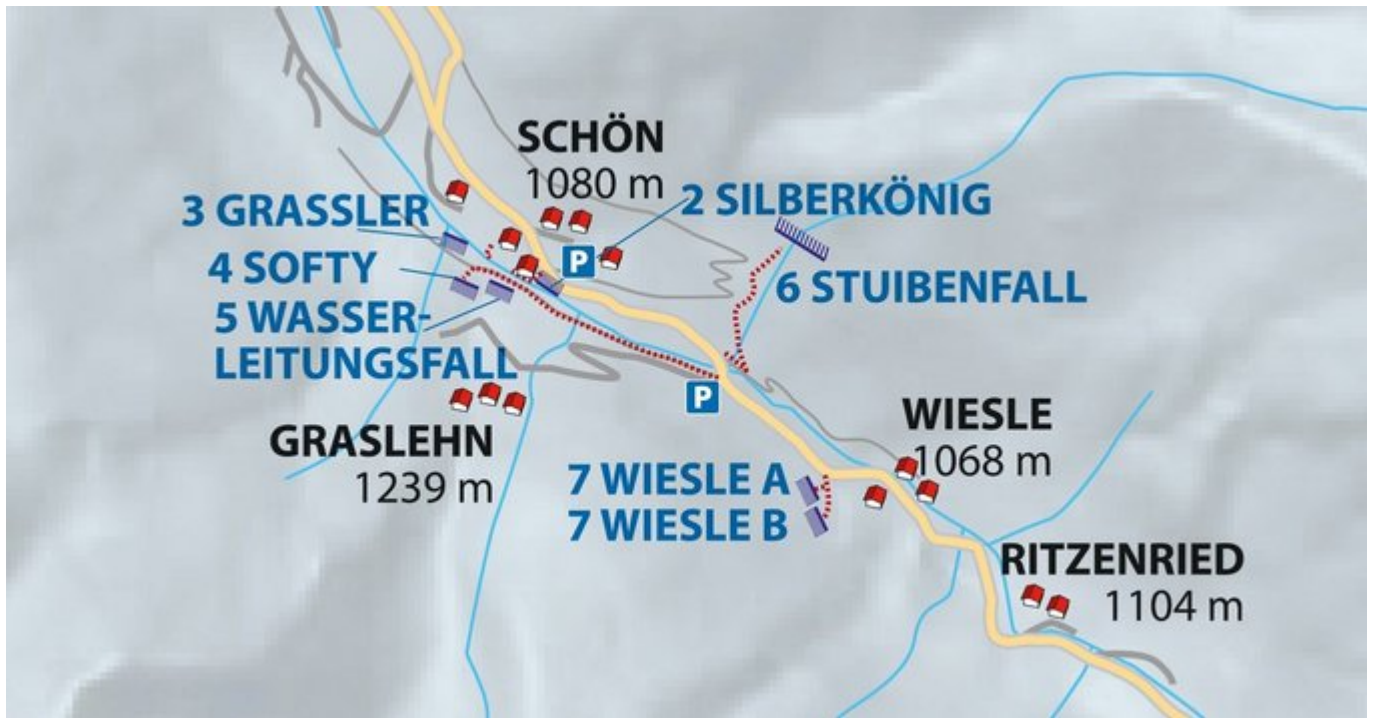 SCHÖN
1080 m
2 SILBERKÖNIG
3 GRASSLER
P
4 SOFTY
6 STUIBENFALL
5 WASSER-
LEITUNGSFALL
P
GRASLEHN
1239 m
WIESLE
1068 m
7 WIESLE A
7 WIESLE B
RITZENRIED
1104 m